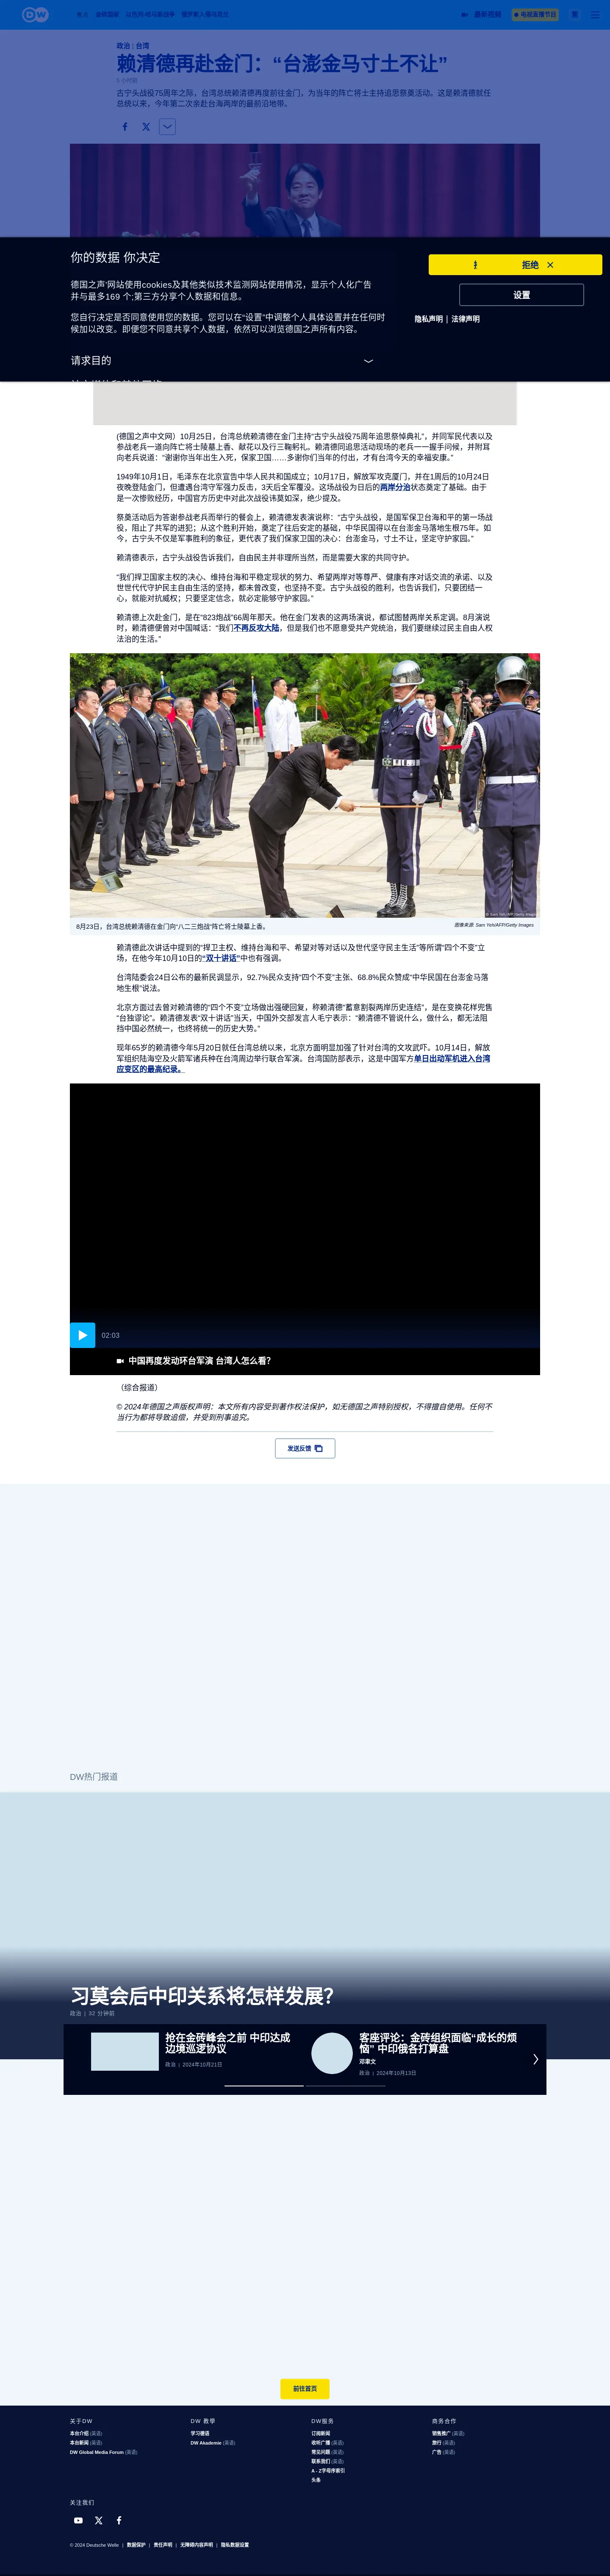 DW
金砖国家
以色列-哈马斯战争
俄罗斯入侵乌克兰
最新视频
电视直播节目
繁
政治 | 台湾
赖清德再赴金门：“台澎金马寸土不让”
5 小时前
古宁头战役75周年之际，台湾总统赖清德再度前往金门，为当年的阵亡将士主持追思祭奠活动。这是赖清德就任
总统以来，今年第二次亲赴台海两岸的最前沿地带。
你的数据 你决定
德国之声‘网站使用cookies及其他类似技术监测网站使用情况，显示个人化广告
并与最多169 个;第三方分享个人数据和信息。
您自行决定是否同意使用您的数据。您可以在“设置”中调整个人具体设置并在任何时
候加以改变。即便您不同意共享个人数据，依然可以浏览德国之声所有内容。
请求目的
拒绝
设置
隐私声明 | 法律声明
(德国之声中文网）10月25日，台湾总统赖清德在金门主持“古宁头战役75周年追思祭悼典礼”，并同军民代表以及
参战老兵一道向阵亡将士陵墓上香、献花以及行三鞠躬礼。赖清德同追思活动现场的老兵一一握手问候，并附耳
向老兵说道：“谢谢你当年出生入死，保家卫国……多谢你们当年的付出，才有台湾今天的幸福安康。”
1949年10月1日，毛泽东在北京宣告中华人民共和国成立；10月17日，解放军攻克厦门，并在1周后的10月24日
夜晚登陆金门，但遭遇台湾守军强力反击，3天后全军覆没。这场战役为日后的两岸分治状态奠定了基础。由于
是一次惨败经历，中国官方历史中对此次战役讳莫如深，绝少提及。
祭奠活动后为答谢参战老兵而举行的餐会上，赖清德发表演说称：“古宁头战役，是国军保卫台海和平的第一场战
役，阻止了共军的进犯；从这个胜利开始，奠定了往后安定的基础，中华民国得以在台澎金马落地生根75年。如
今，古宁头不但是军事胜利的象征，更代表了我们保家卫国的决心：台澎金马，寸土不让，坚定守护家园。”
赖清德表示，古宁头战役告诉我们，自由民主并非理所当然，而是需要大家的共同守护。
“我们捍卫国家主权的决心、维持台海和平稳定现状的努力、希望两岸对等尊严、健康有序对话交流的承诺、以及
世世代代守护民主自由生活的坚持，都未曾改变，也坚持不变。古宁头战役的胜利，也告诉我们，只要团结一
心，就能对抗威权；只要坚定信念，就必定能够守护家园。”
赖清德上次赴金门，是在“823炮战”66周年那天。他在金门发表的这两场演说，都试图替两岸关系定调。8月演说
时，赖清德便曾对中国喊话：“我们不再反攻大陆，但是我们也不愿意受共产党统治，我们要继续过民主自由人权
法治的生活。”
8月23日，台湾总统赖清德在金门向“八二三炮战”阵亡将士陵墓上香。
图像来源: Sam Yeh/AFP/Getty Images
赖清德此次讲话中提到的“捍卫主权、维持台海和平、希望对等对话以及世代坚守民主生活”等所谓“四个不变”立
场，在他今年10月10日的“双十讲话”中也有强调。
台湾陆委会24日公布的最新民调显示，92.7%民众支持“四个不变”主张、68.8%民众赞成“中华民国在台澎金马落
地生根”说法。
北京方面过去曾对赖清德的“四个不变”立场做出强硬回复，称赖清德“蓄意割裂两岸历史连结”，是在变换花样兜售
“台独谬论”。赖清德发表“双十讲话”当天，中国外交部发言人毛宁表示：“赖清德不管说什么，做什么，都无法阻
挡中国必然统一，也终将统一的历史大势。”
现年65岁的赖清德今年5月20日就任台湾总统以来，北京方面明显加强了针对台湾的文攻武吓。10月14日，解放
军组织陆海空及火箭军诸兵种在台湾周边举行联合军演。台湾国防部表示，这是中国军方单日出动军机进入台湾
应变区的最高纪录。
02:03
中国再度发动环台军演 台湾人怎么看？
（综合报道）
© 2024年德国之声版权声明：本文所有内容受到著作权法保护，如无德国之声特别授权，不得擅自使用。任何不
当行为都将导致追偿，并受到刑事追究。
发送反馈
DW热门报道
习莫会后中印关系将怎样发展？
政治 | 32 分钟前
抢在金砖峰会之前 中印达成
边境巡逻协议
政治 | 2024年10月21日
客座评论：金砖组织面临“成长的烦
恼” 中印俄各打算盘
邓聿文
政治 | 2024年10月13日
前往首页
关于DW
本台介绍 (英语)
本台新闻 (英语)
DW Global Media Forum (英语)
DW 教學
学习德语
DW Akademie (英语)
DW服务
订阅新闻
收听广播 (英语)
常见问题 (英语)
联系我们 (英语)
A - Z字母序索引
头条
商务合作
销售推广 (英语)
旅行 (英语)
广告 (英语)
关注我们
© 2024 Deutsche Welle | 数据保护 | 责任声明 | 无障碍内容声明 | 隐私数据设置